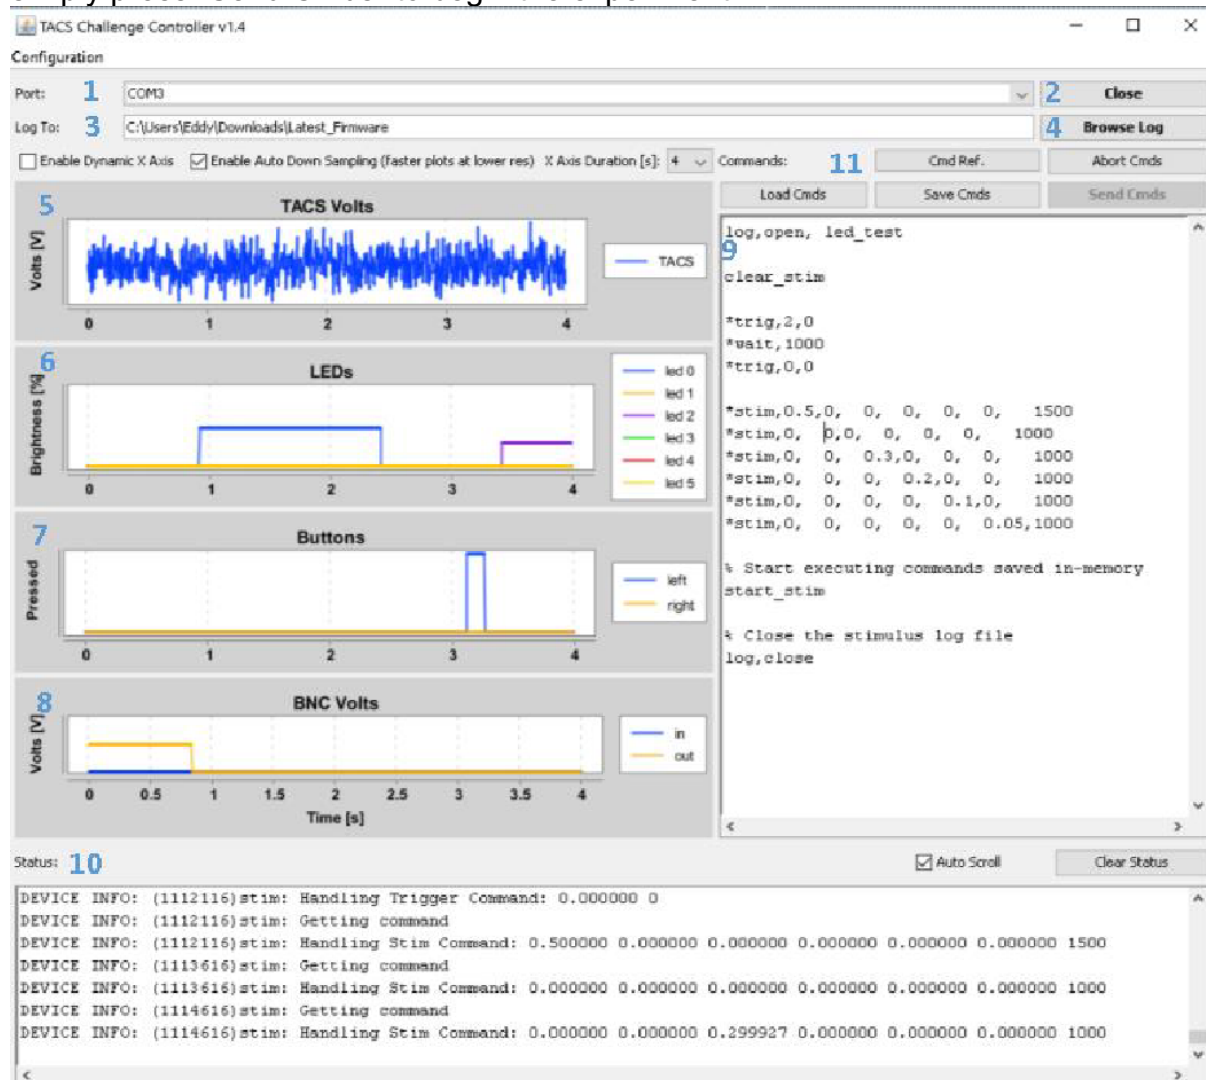 TACS Challenge Controller v1.4
Configuration
Port: 1 COM3 2 Close
Log To: 3 C:\Users\Eddy\Downloads\Latest_Firmware 4 Browse Log
Enable Dynamic X Axis Enable Auto Down Sampling (faster plots at lower res) X Axis Duration [s]: 4 Commands: 11 Cmd Ref. Abort Cmds
Load Cmds Save Cmds Send Cmds
5 TACS Volts
Volts [V]
TACS
0 1 2 3 4
6 LEDs
Brightness [%]
led 0
led 1
led 2
led 3
led 4
led 5
0 1 2 3 4
7 Buttons
Pressed
left
right
0 1 2 3 4
8 BNC Volts
Volts [V]
in
out
0 0.5 1 1.5 2 2.5 3 3.5 4
Time [s]
log,open, led_test
9
clear_stim
*trig,2,0
*wait,1000
*trig,0,0
*stim,0.5,0, 0, 0, 0, 0, 1500
*stim,0, 0,0, 0, 0, 0, 1000
*stim,0, 0, 0.3,0, 0, 0, 1000
*stim,0, 0, 0, 0.2,0, 0, 1000
*stim,0, 0, 0, 0, 0.1,0, 1000
*stim,0, 0, 0, 0, 0, 0.05,1000
% Start executing commands saved in-memory
start_stim
% Close the stimulus log file
log,close
Status: 10 Auto Scroll Clear Status
DEVICE INFO: (1112116)stim: Handling Trigger Command: 0.000000 0
DEVICE INFO: (1112116)stim: Getting command
DEVICE INFO: (1112116)stim: Handling Stim Command: 0.500000 0.000000 0.000000 0.000000 0.000000 0.000000 1500
DEVICE INFO: (1113616)stim: Getting command
DEVICE INFO: (1113616)stim: Handling Stim Command: 0.000000 0.000000 0.000000 0.000000 0.000000 0.000000 1000
DEVICE INFO: (1114616)stim: Getting command
DEVICE INFO: (1114616)stim: Handling Stim Command: 0.000000 0.000000 0.299927 0.000000 0.000000 0.000000 1000